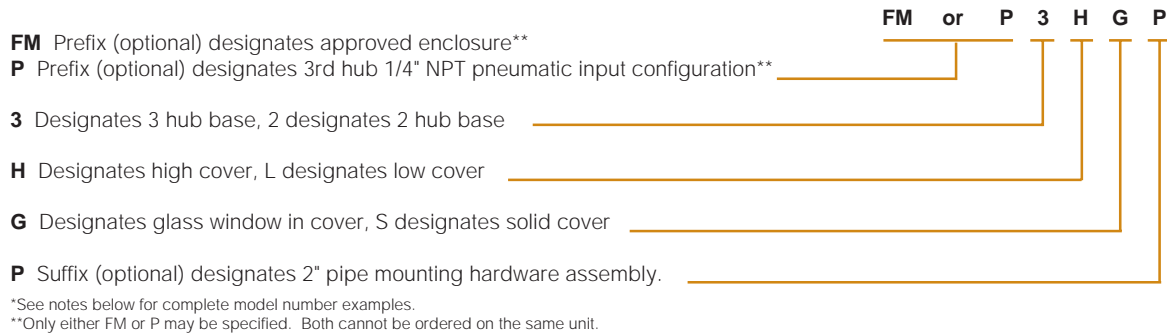 FM or P 3 H G P
FM Prefix (optional) designates approved enclosure**
P Prefix (optional) designates 3rd hub 1/4" NPT pneumatic input configuration**
3 Designates 3 hub base, 2 designates 2 hub base
H Designates high cover, L designates low cover
G Designates glass window in cover, S designates solid cover
P Suffix (optional) designates 2" pipe mounting hardware assembly.
*See notes below for complete model number examples.
**Only either FM or P may be specified. Both cannot be ordered on the same unit.